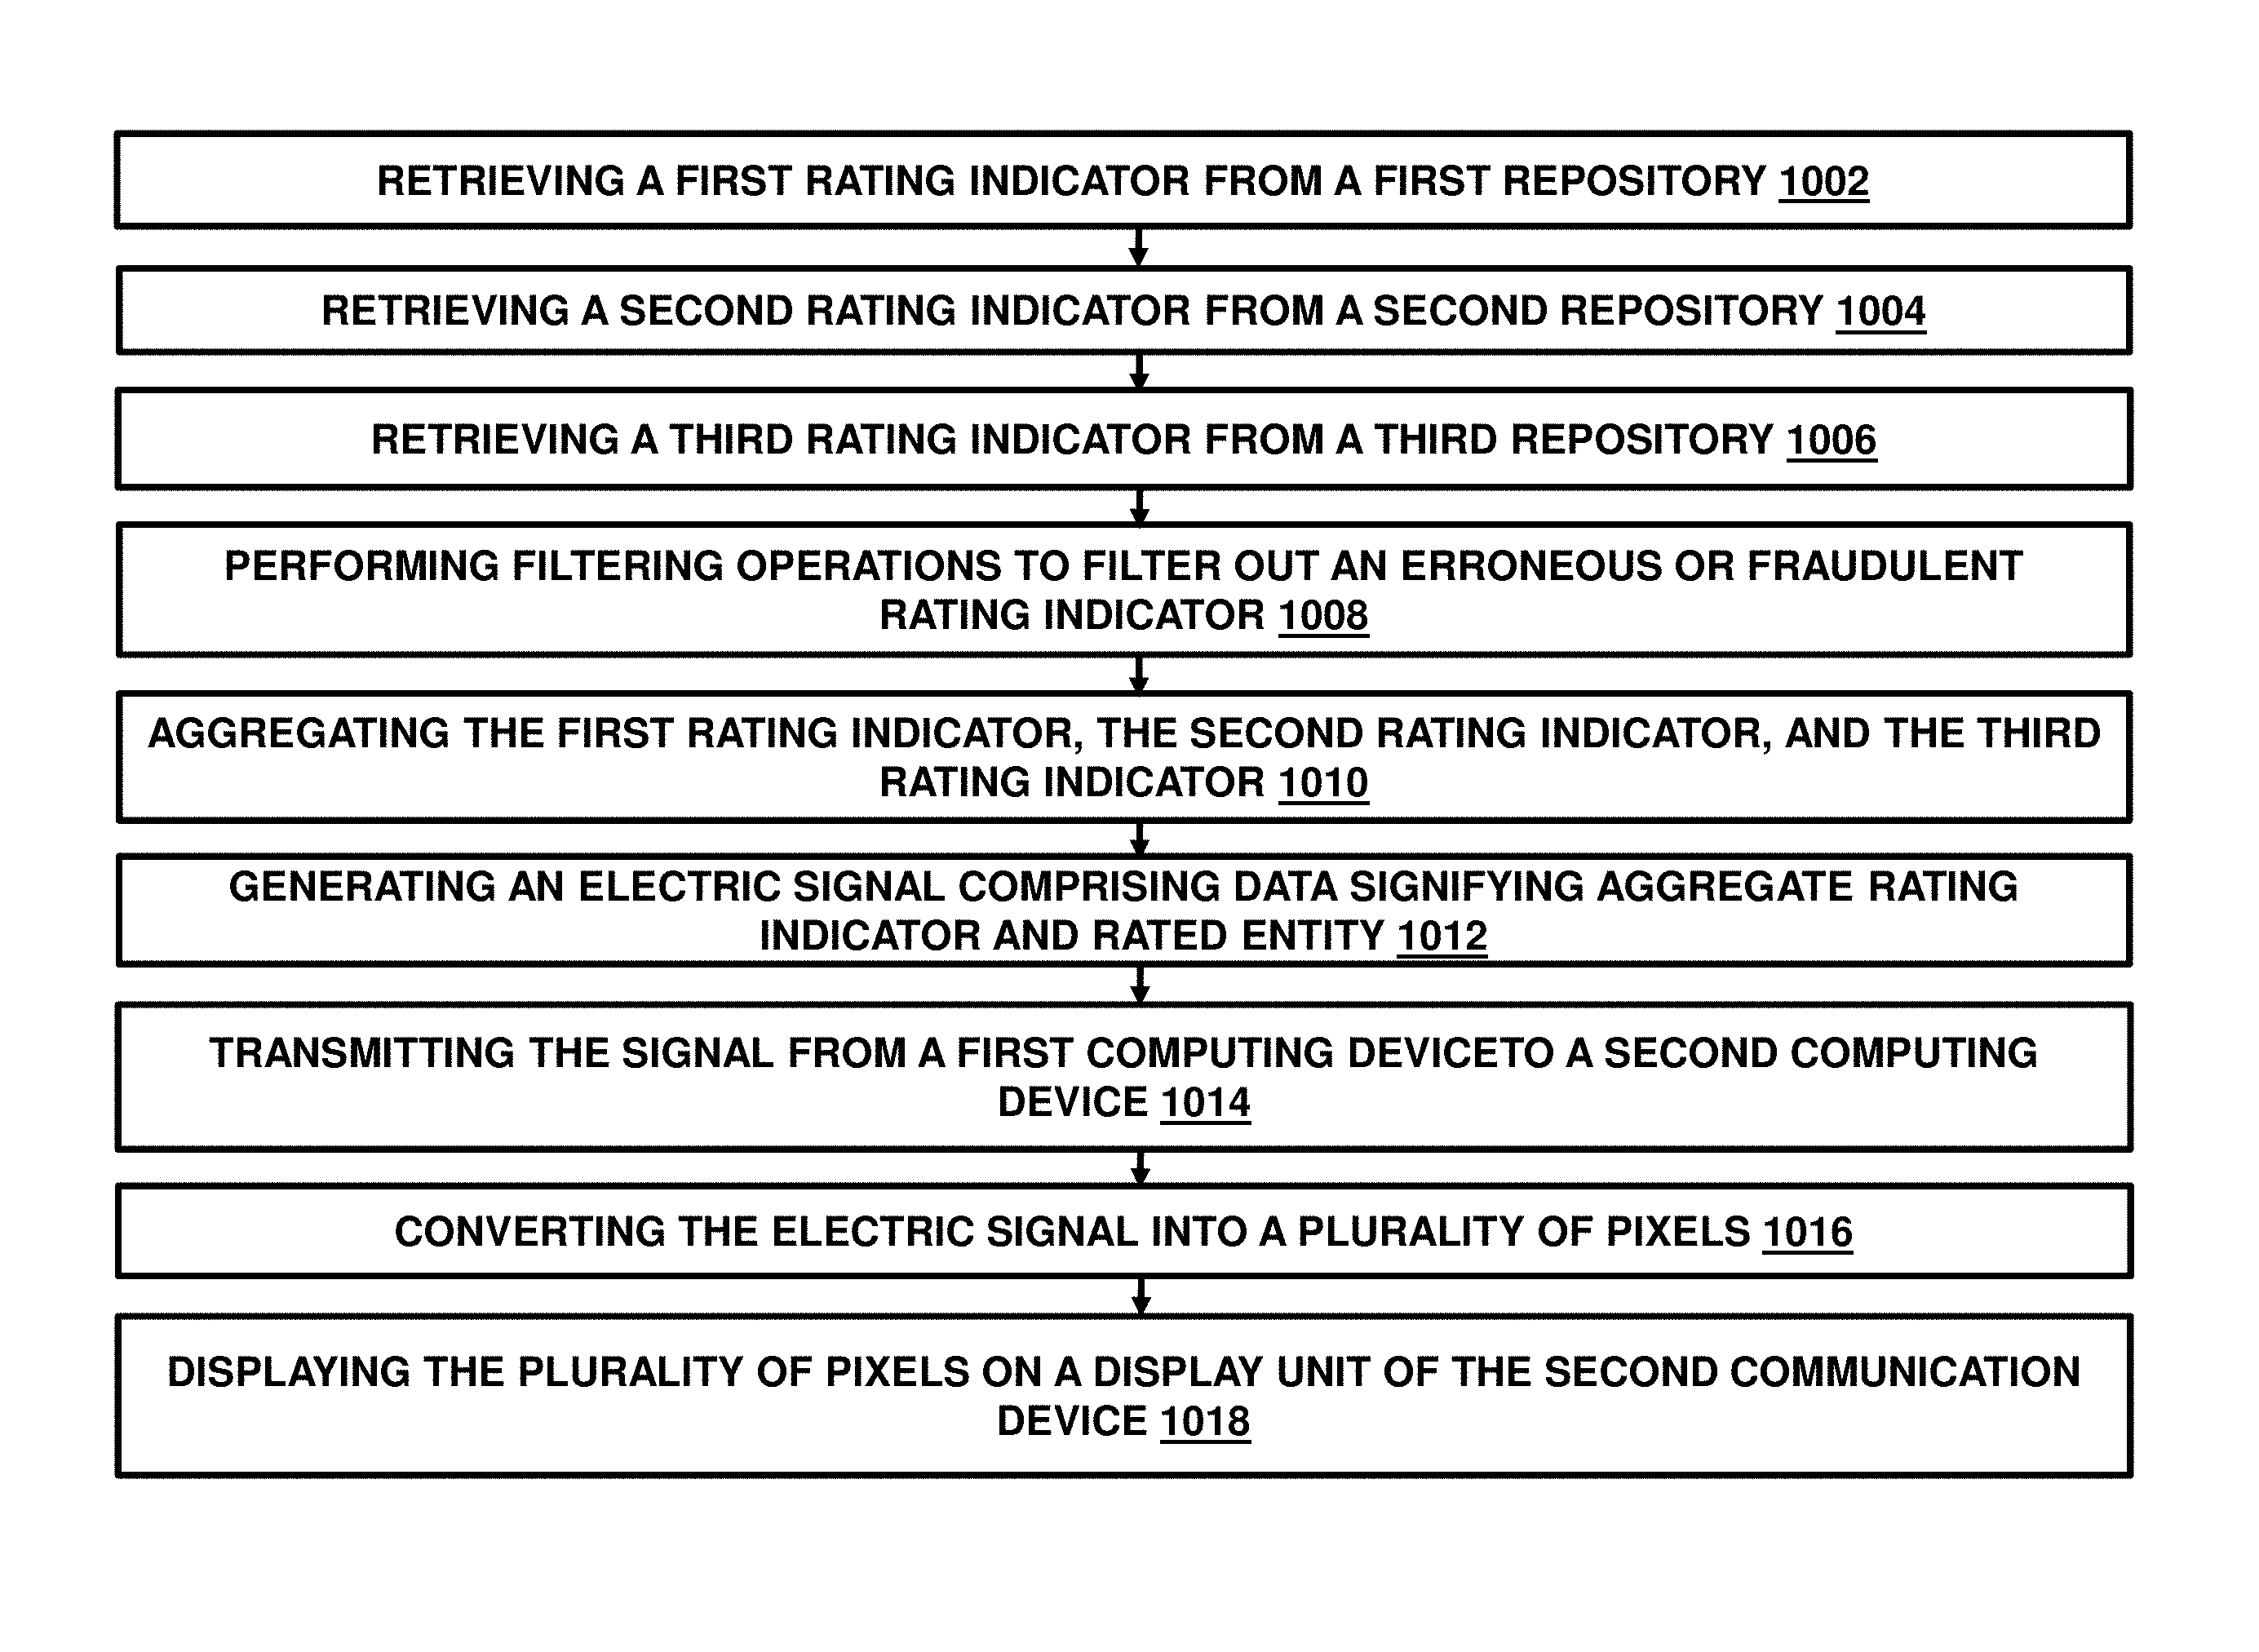 RETRIEVING A FIRST RATING INDICATOR FROM A FIRST REPOSITORY 1002
RETRIEVING A SECOND RATING INDICATOR FROM A SECOND REPOSITORY 1004
RETRIEVING A THIRD RATING INDICATOR FROM A THIRD REPOSITORY 1006
PERFORMING FILTERING OPERATIONS TO FILTER OUT AN ERRONEOUS OR FRAUDULENT
RATING INDICATOR 1008
AGGREGATING THE FIRST RATING INDICATOR, THE SECOND RATING INDICATOR, AND THE THIRD
RATING INDICATOR 1010
GENERATING AN ELECTRIC SIGNAL COMPRISING DATA SIGNIFYING AGGREGATE RATING
INDICATOR AND RATED ENTITY 1012
TRANSMITTING THE SIGNAL FROM A FIRST COMPUTING DEVICETO A SECOND COMPUTING
DEVICE 1014
CONVERTING THE ELECTRIC SIGNAL INTO A PLURALITY OF PIXELS 1016
DISPLAYING THE PLURALITY OF PIXELS ON A DISPLAY UNIT OF THE SECOND COMMUNICATION
DEVICE 1018